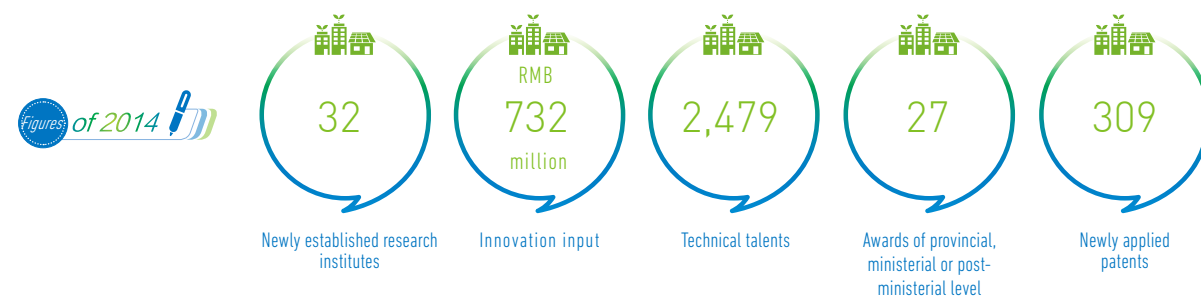 Figures of 2014
32
Newly established research
institutes
RMB
732
million
Innovation input
2,479
Technical talents
27
Awards of provincial,
ministerial or post-
ministerial level
309
Newly applied
patents